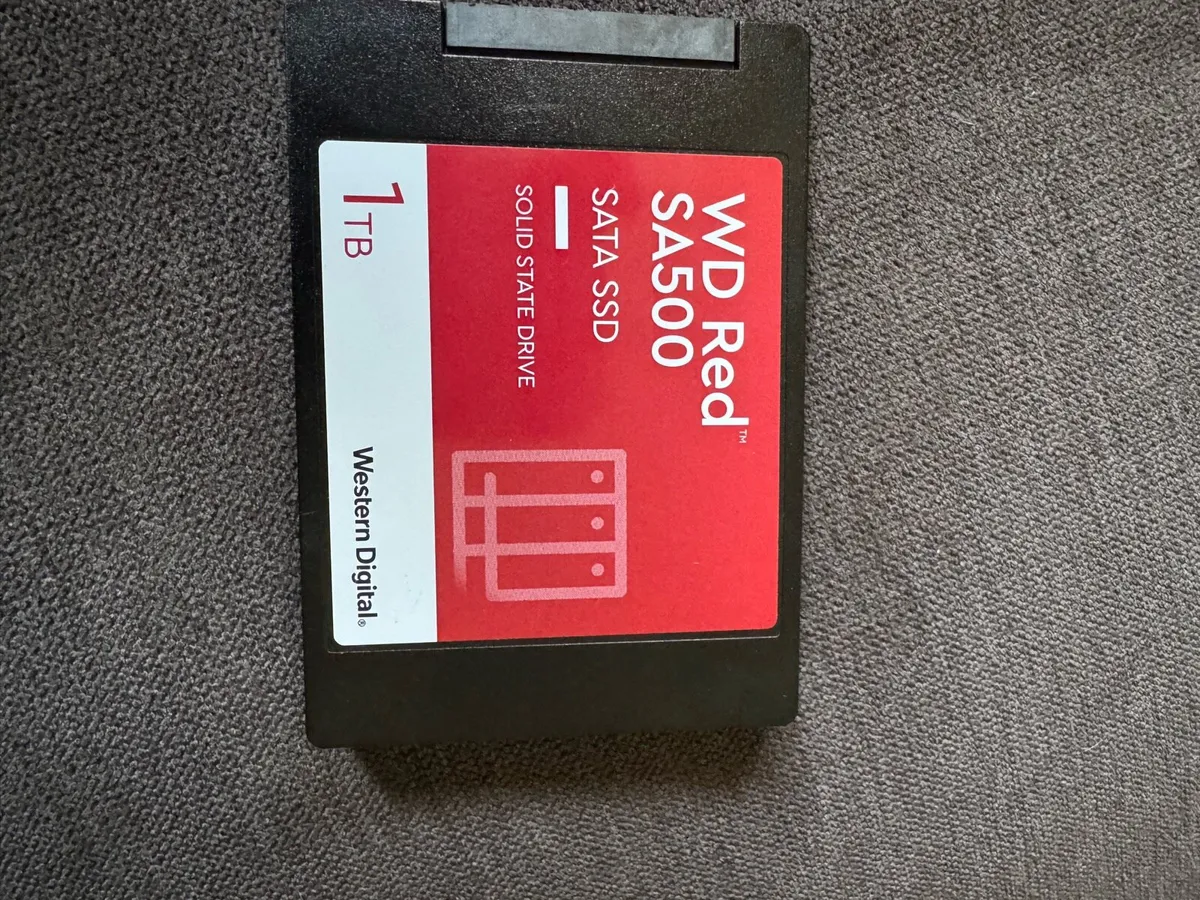 WD Red™
SA500
SATA SSD
SOLID STATE DRIVE
1TB
Western Digital®